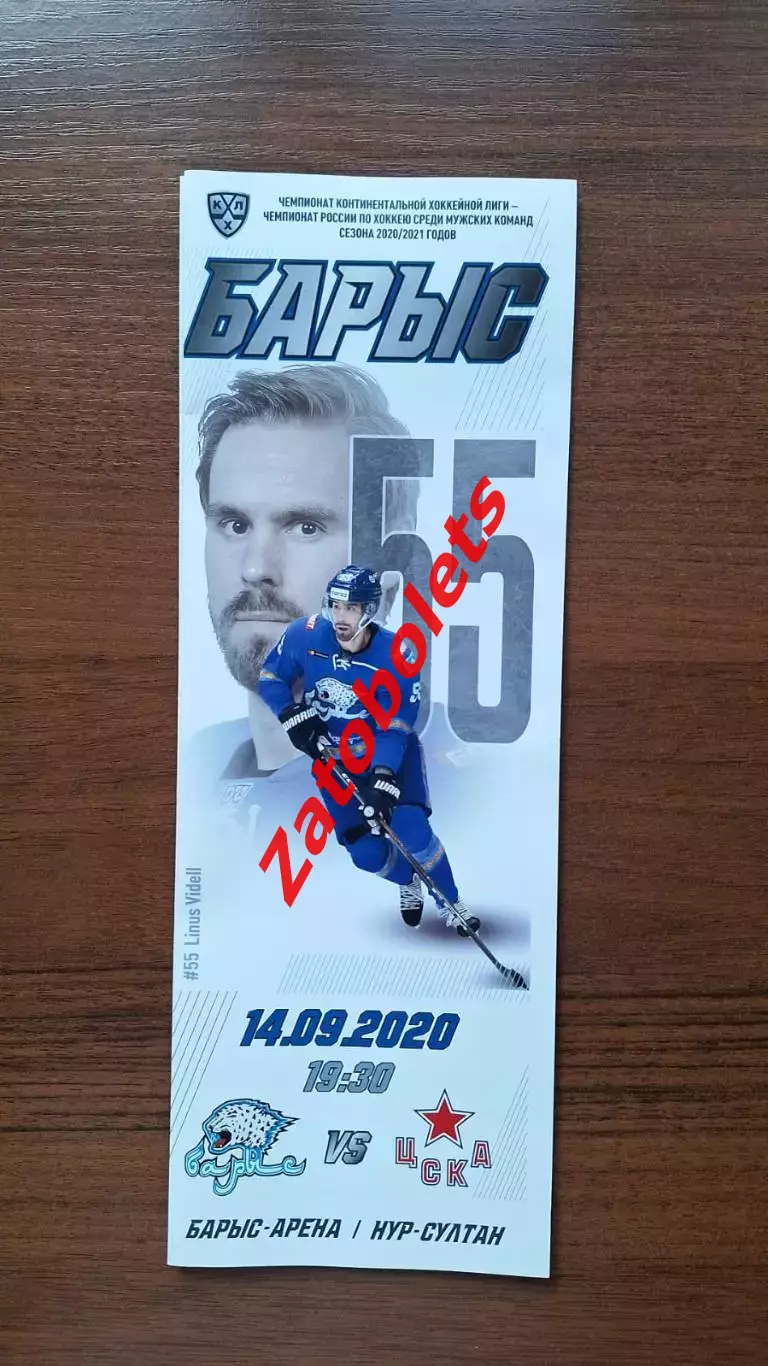 КХЛ
ЧЕМПИОНАТ КОНТИНЕНТАЛЬНОЙ ХОККЕЙНОЙ ЛИГИ –
ЧЕМПИОНАТ РОССИИ ПО ХОККЕЮ СРЕДИ МУЖСКИХ КОМАНД
СЕЗОНА 2020/2021 ГОДОВ
БАРЫС
55
WARRIOR
Zatobolets
#55 Linus Videll
14.09.2020
19:30
барыс
VS
ЦСКА
БАРЫС-АРЕНА / НУР-СУЛТАН